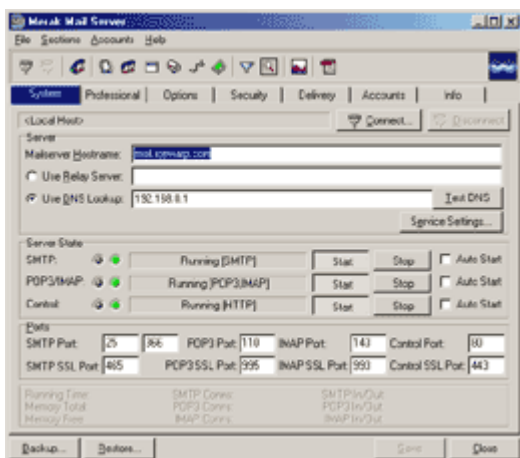 Merak Mail Server
File Sections Accounts Help
System Professional Options Security Delivery Accounts Info
<Local Host> Connect... Disconnect
Server
Mailserver Hostname: mail.icewarp.com
Use Relay Server:
Use DNS Lookup: 192.168.0.1 Test DNS
Service Settings...
Server State
SMTP: Running [SMTP] Start Stop Auto Start
POP3/IMAP: Running [POP3,IMAP] Start Stop Auto Start
Control: Running [HTTP] Start Stop Auto Start
Ports
SMTP Port: 25 366 POP3 Port: 110 IMAP Port: 143 Control Port: 80
SMTP SSL Port: 465 POP3 SSL Port: 995 IMAP SSL Port: 993 Control SSL Port: 443
Running Time: SMTP Conns: SMTP In/Out:
Memory Total: POP3 Conns: POP3 In/Out:
Memory Free: IMAP Conns: IMAP In/Out:
Backup... Restore... Save Close